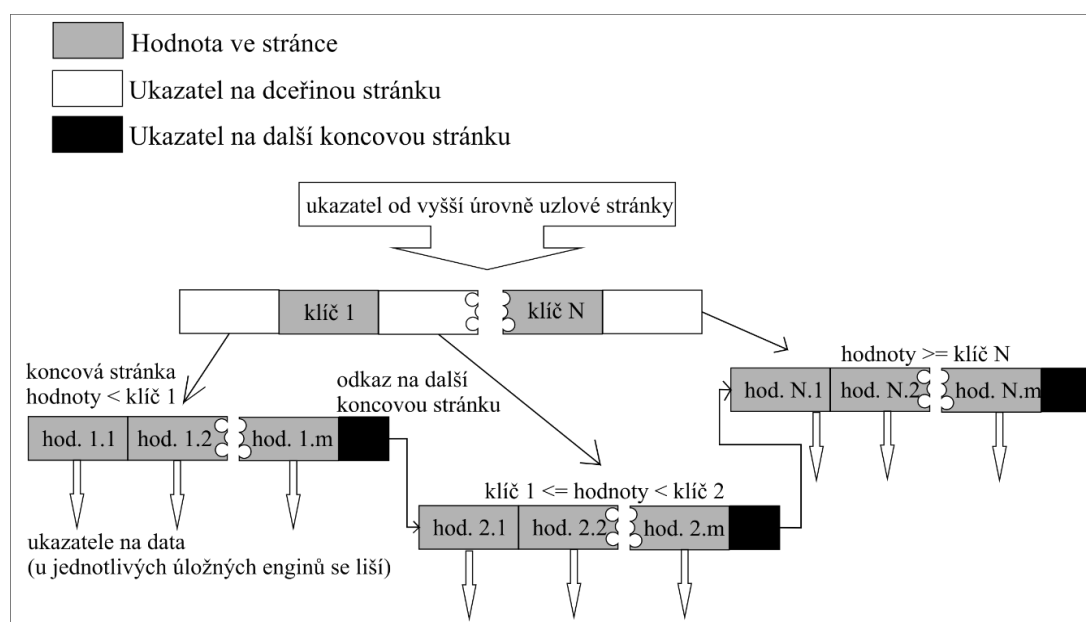 Hodnota ve stránce
Ukazatel na dceřinou stránku
Ukazatel na další koncovou stránku
ukazatel od vyšší úrovně uzlové stránky
klíč 1
klíč N
koncová stránka
hodnoty < klíč 1
odkaz na další
koncovou stránku
hodnoty >= klíč N
hod. N.1
hod. N.2
hod. N.m
hod. 1.1
hod. 1.2
hod. 1.m
klíč 1 <= hodnoty < klíč 2
hod. 2.1
hod. 2.2
hod. 2.m
ukazatele na data
(u jednotlivých úložných enginů se liší)